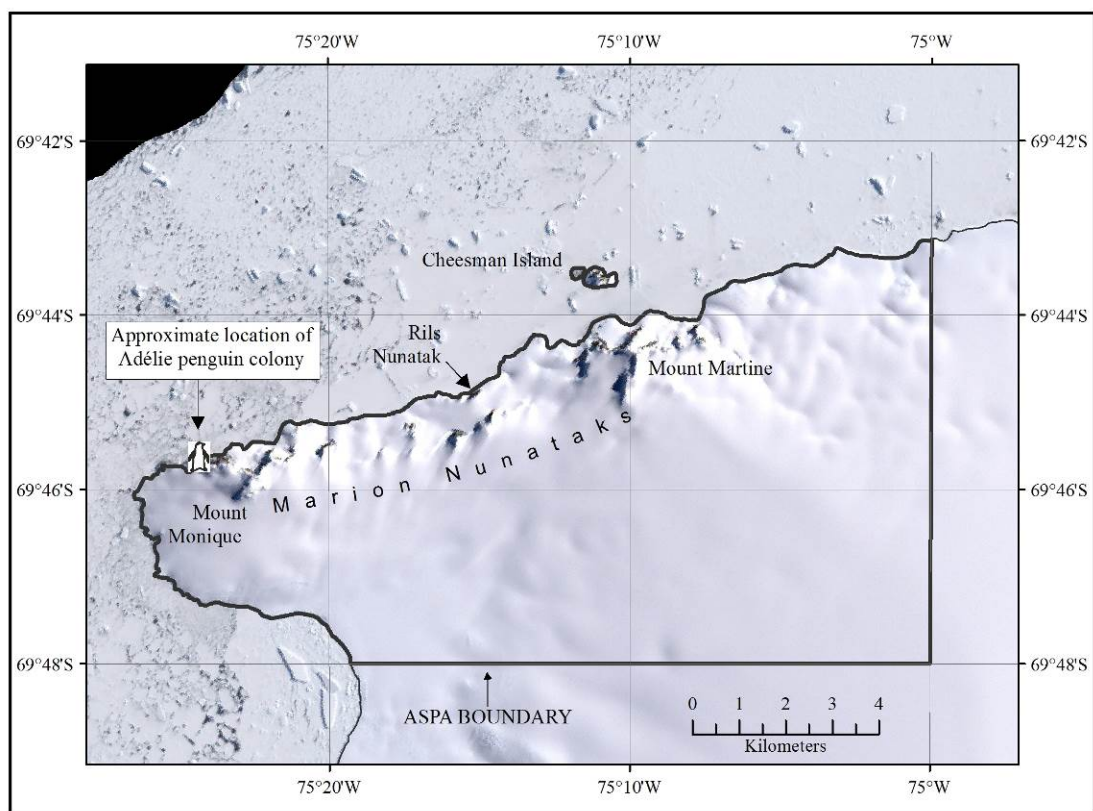 75°20'W
75°10'W
75°W
69°42'S
69°42'S
Cheesman Island
69°44'S
69°44'S
Approximate location of
Adélie penguin colony
Rils
Nunatak
Mount Martine
Marion Nunataks
69°46'S
69°46'S
Mount
Monique
69°48'S
69°48'S
ASPA BOUNDARY
0 1 2 3 4
Kilometers
75°20'W
75°10'W
75°W